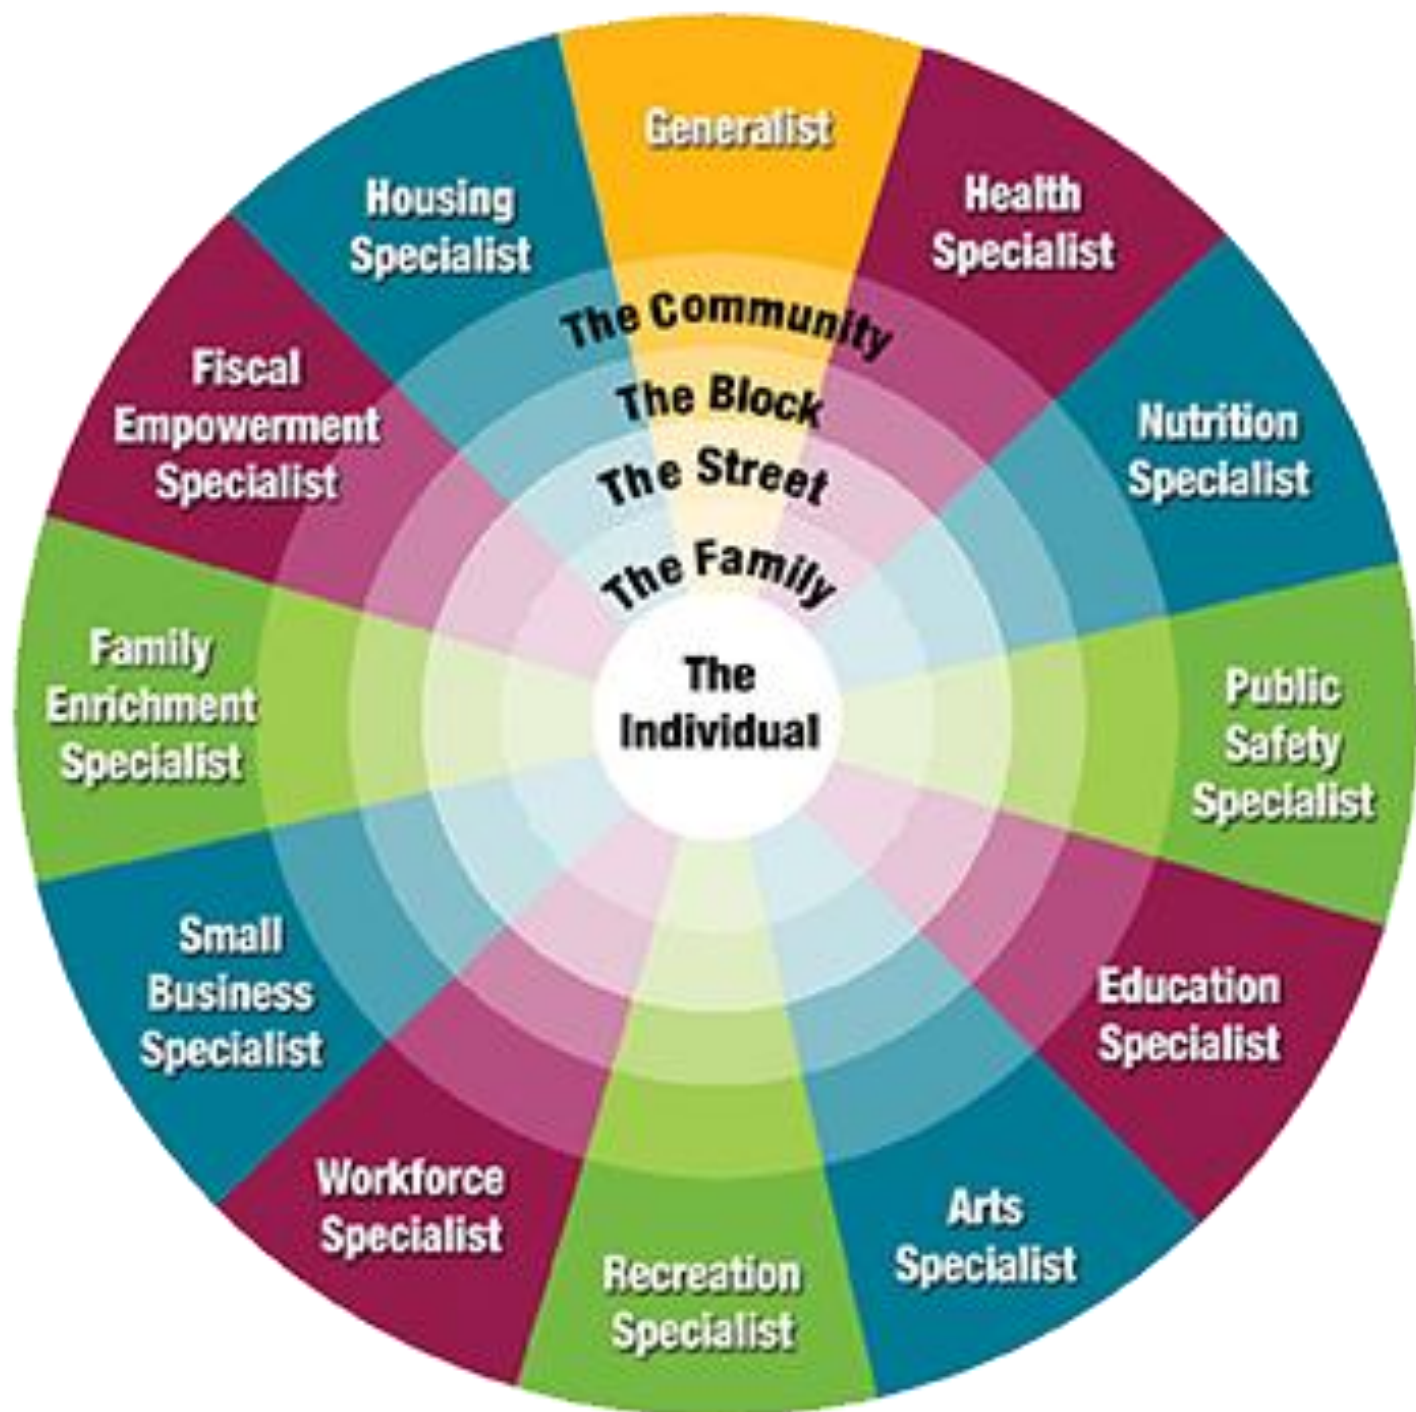 Generalist
Health
Specialist
Nutrition
Specialist
Public
Safety
Specialist
Education
Specialist
Arts
Specialist
Recreation
Specialist
Workforce
Specialist
Small
Business
Specialist
Family
Enrichment
Specialist
Fiscal
Empowerment
Specialist
Housing
Specialist
The Community
The Block
The Street
The Family
The
Individual